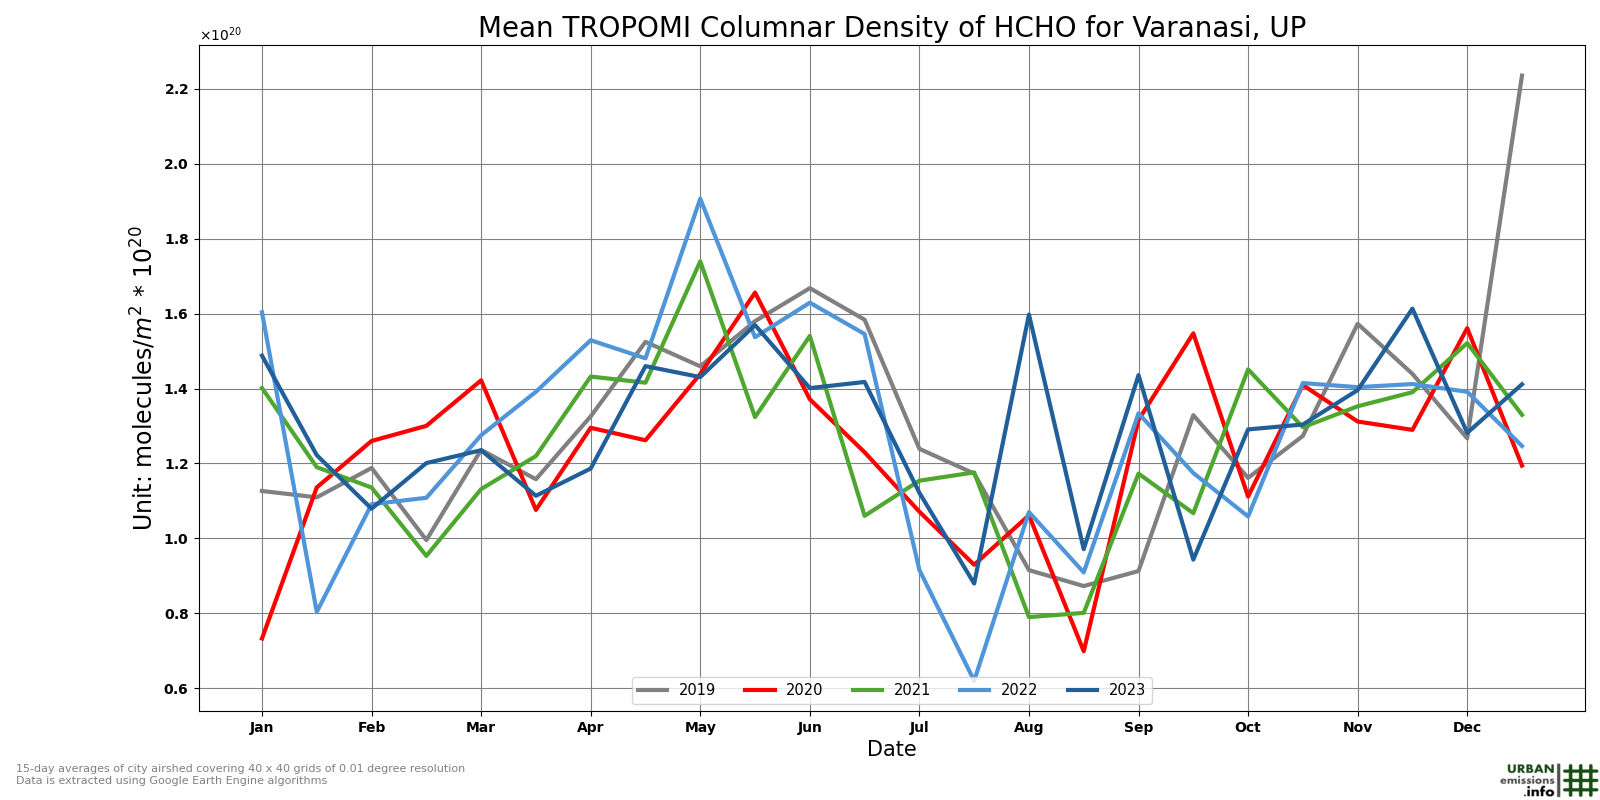 Mean TROPOMI Columnar Density of HCHO for Varanasi, UP
×10²⁰
2.2
2.0
1.8
1.6
1.4
1.2
1.0
0.8
0.6
Unit: molecules/m² * 10²⁰
2019 2020 2021 2022 2023
Jan Feb Mar Apr May Jun Jul Aug Sep Oct Nov Dec
Date
15-day averages of city airshed covering 40 x 40 grids of 0.01 degree resolution
Data is extracted using Google Earth Engine algorithms
URBAN
emissions
.info